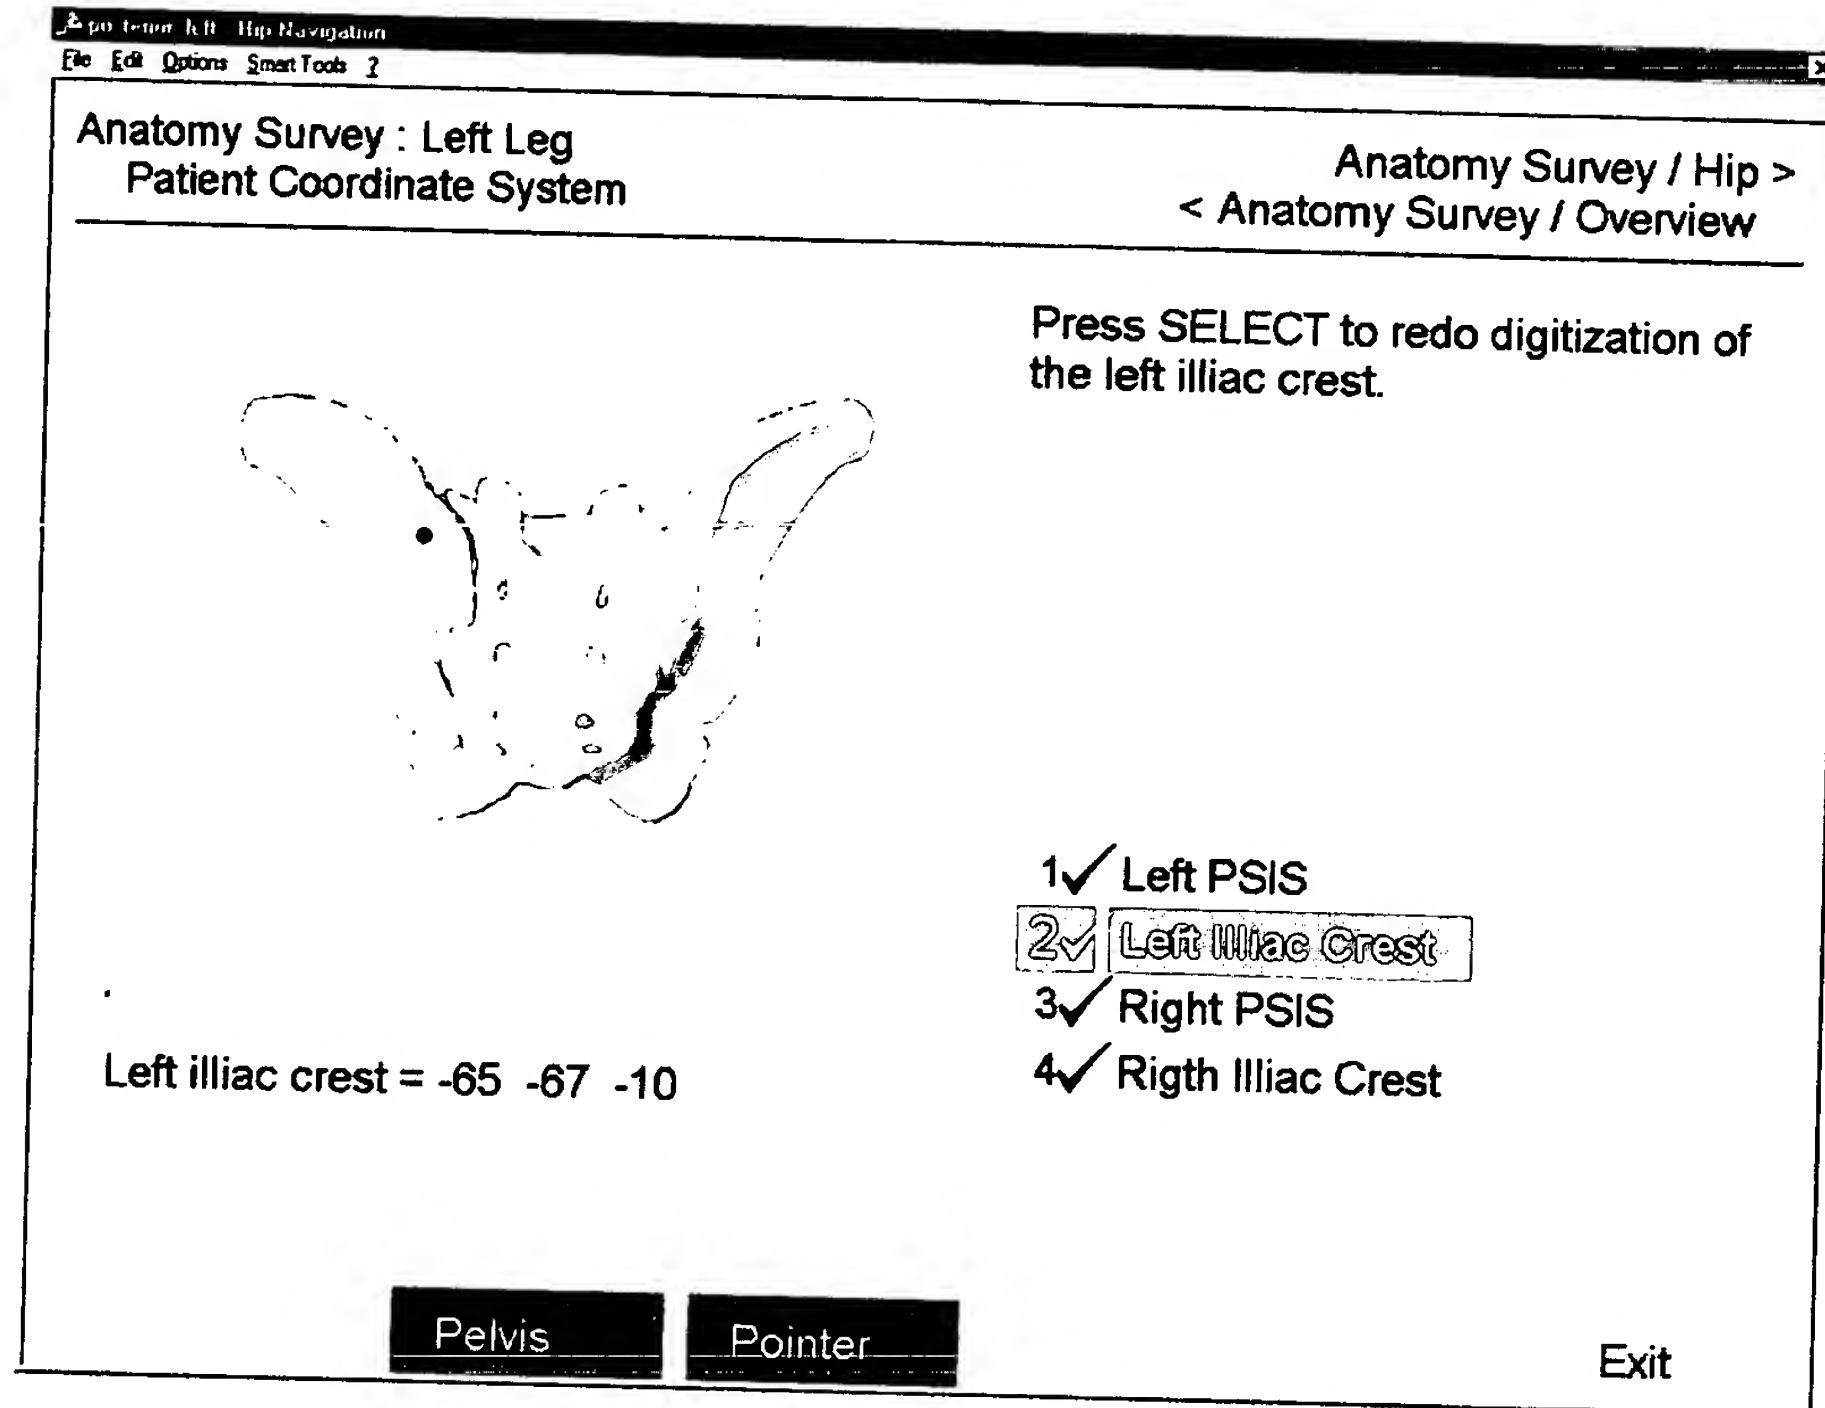 Hip Navigation
File Edit Options Smart Tools ?
Anatomy Survey : Left Leg
Patient Coordinate System
Anatomy Survey / Hip >
< Anatomy Survey / Overview
Press SELECT to redo digitization of
the left illiac crest.
1✓ Left PSIS
2✓ Left Illiac Crest
3✓ Right PSIS
4✓ Rigth Illiac Crest
Left illiac crest = -65 -67 -10
Pelvis
Pointer
Exit